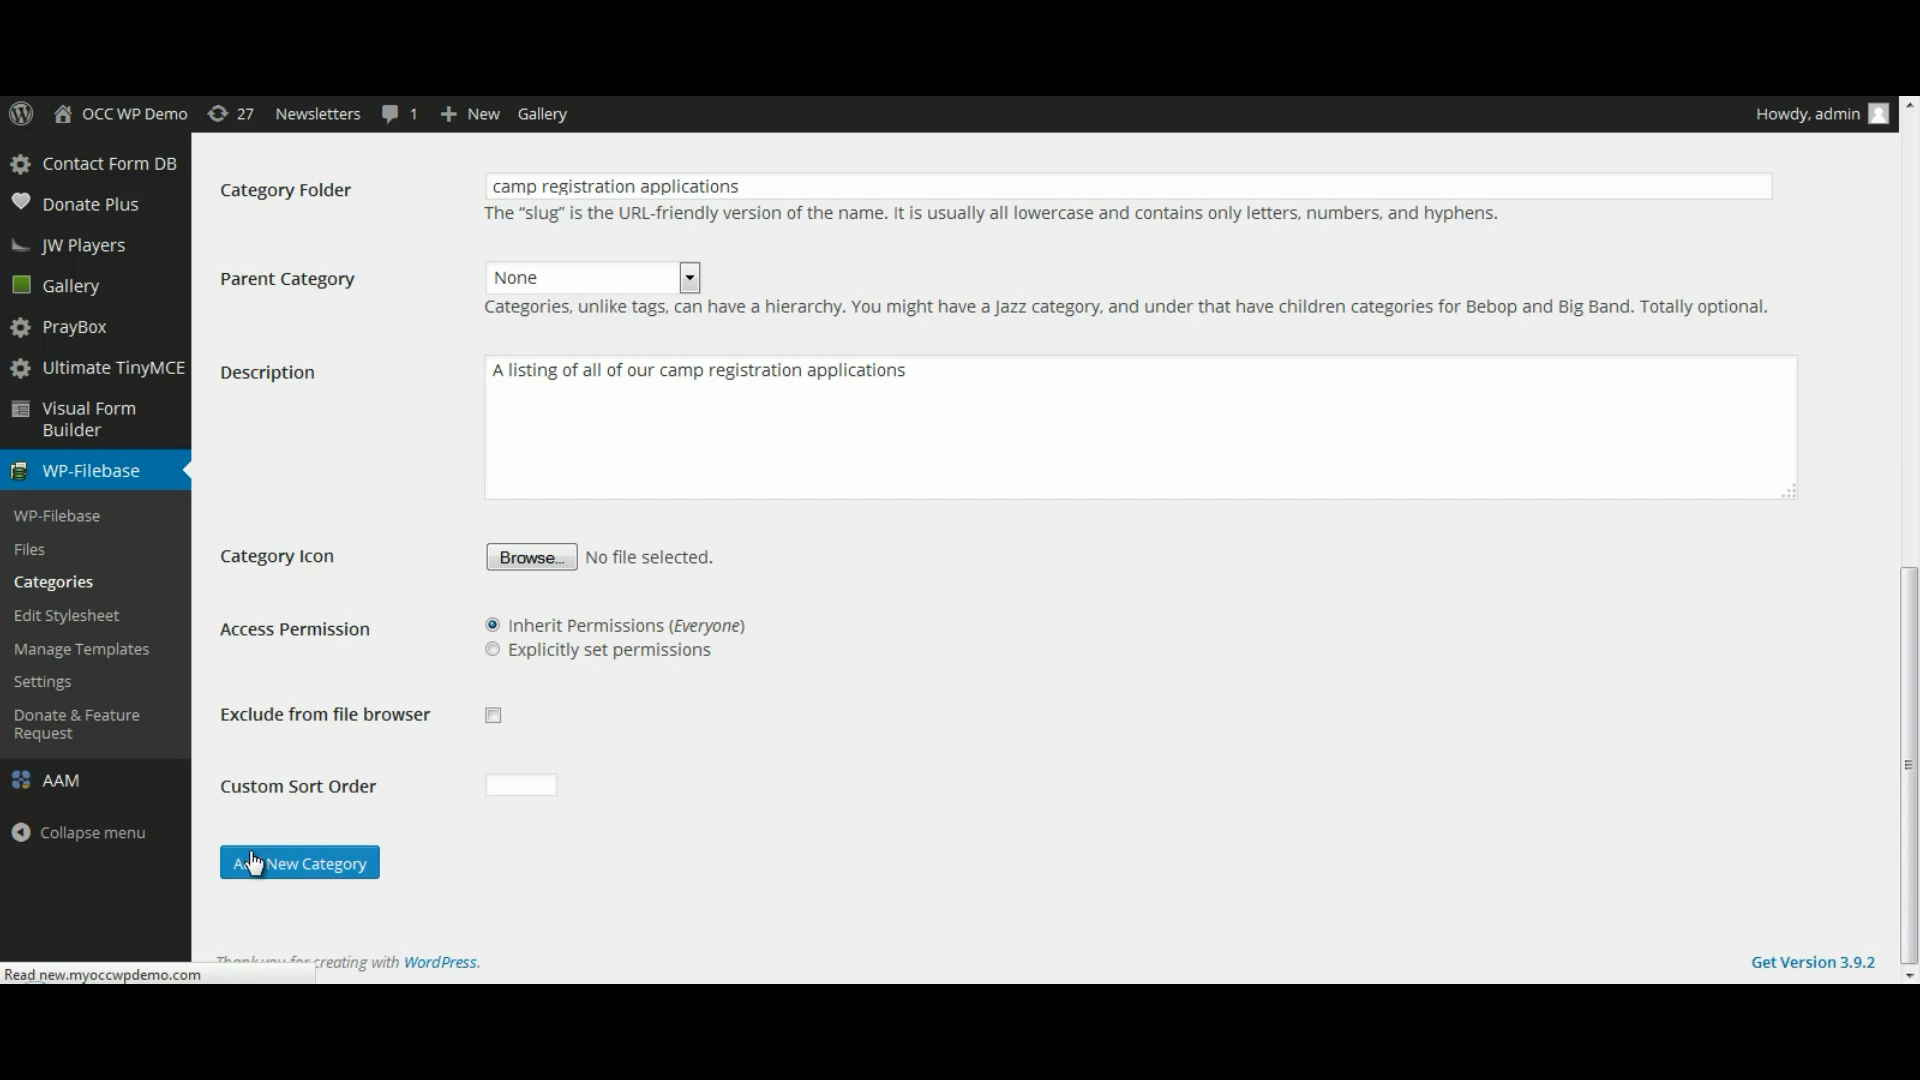 OCC WP Demo 27 Newsletters 1 New Gallery Howdy, admin
Contact Form DB
Donate Plus
JW Players
Gallery
PrayBox
Ultimate TinyMCE
Visual Form
Builder
WP-Filebase
WP-Filebase
Files
Categories
Edit Stylesheet
Manage Templates
Settings
Donate & Feature
Request
AAM
Collapse menu
Category Folder camp registration applications
The “slug” is the URL-friendly version of the name. It is usually all lowercase and contains only letters, numbers, and hyphens.
Parent Category None
Categories, unlike tags, can have a hierarchy. You might have a Jazz category, and under that have children categories for Bebop and Big Band. Totally optional.
Description A listing of all of our camp registration applications
Category Icon Browse... No file selected.
Access Permission Inherit Permissions (Everyone)
Explicitly set permissions
Exclude from file browser
Custom Sort Order
New Category
Thank you for creating with WordPress. Get Version 3.9.2
Read new.myoccwpdemo.com